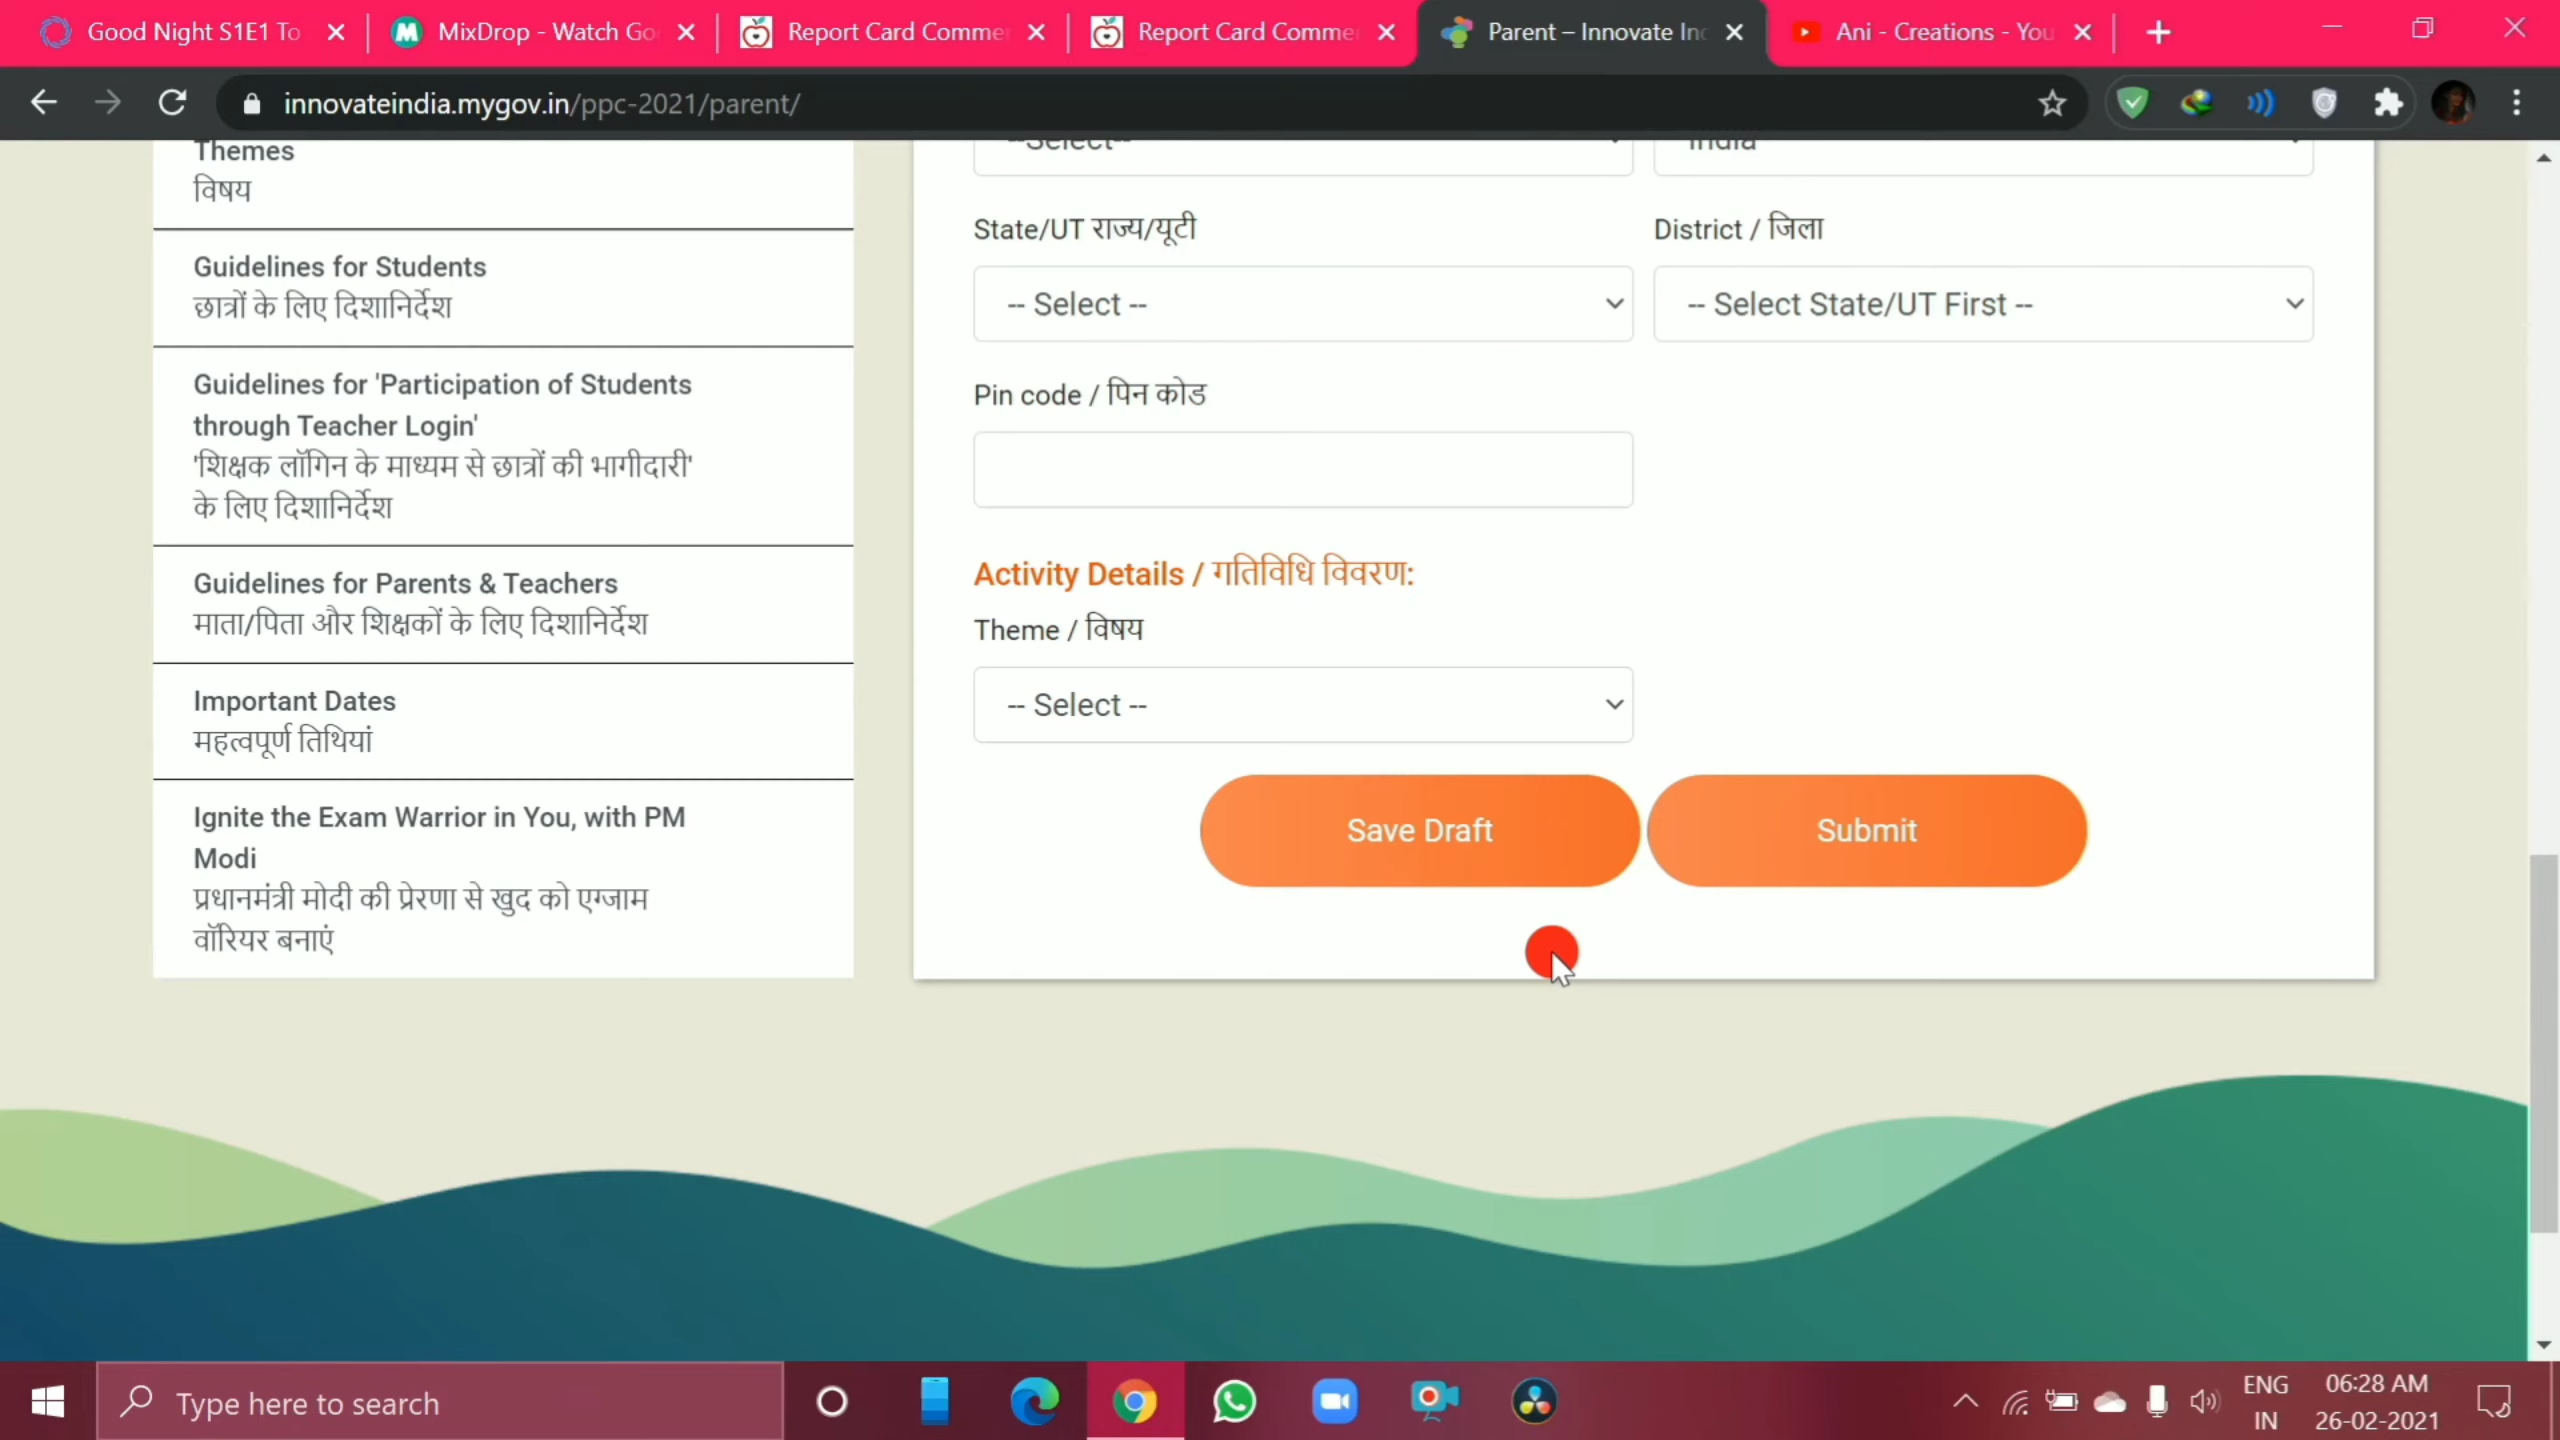 Good Night S1E1 To
MixDrop - Watch Go
Report Card Comme
Report Card Comme
Parent – Innovate In
Ani - Creations - You
innovateindia.mygov.in/ppc-2021/parent/
Themes
विषय
Guidelines for Students
छात्रों के लिए दिशानिर्देश
Guidelines for 'Participation of Students
through Teacher Login'
'शिक्षक लॉगिन के माध्यम से छात्रों की भागीदारी'
के लिए दिशानिर्देश
Guidelines for Parents & Teachers
माता/पिता और शिक्षकों के लिए दिशानिर्देश
Important Dates
महत्वपूर्ण तिथियां
Ignite the Exam Warrior in You, with PM
Modi
प्रधानमंत्री मोदी की प्रेरणा से खुद को एग्जाम
वॉरियर बनाएं
--Select--
India
State/UT राज्य/यूटी
District / जिला
-- Select --
-- Select State/UT First --
Pin code / पिन कोड
Activity Details / गतिविधि विवरण:
Theme / विषय
-- Select --
Save Draft
Submit
Type here to search
ENG
IN
06:28 AM
26-02-2021